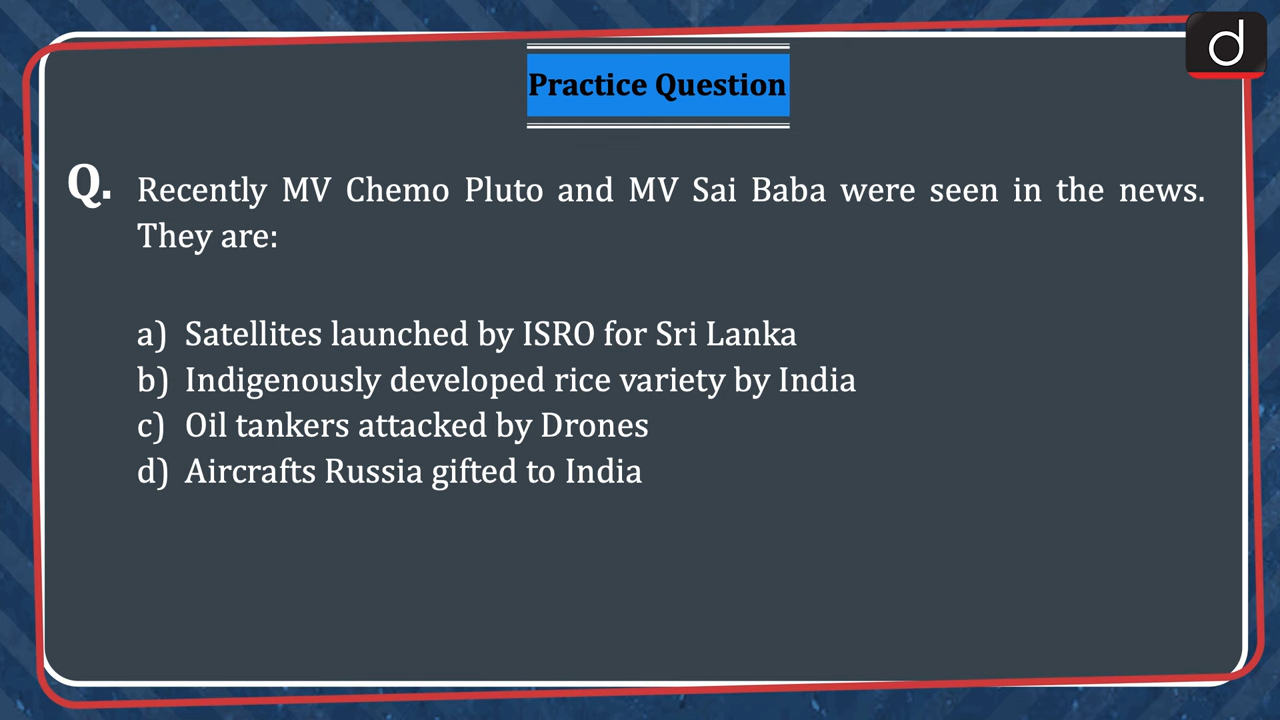 d
Practice Question
Q. Recently MV Chemo Pluto and MV Sai Baba were seen in the news.
They are:
a) Satellites launched by ISRO for Sri Lanka
b) Indigenously developed rice variety by India
c) Oil tankers attacked by Drones
d) Aircrafts Russia gifted to India